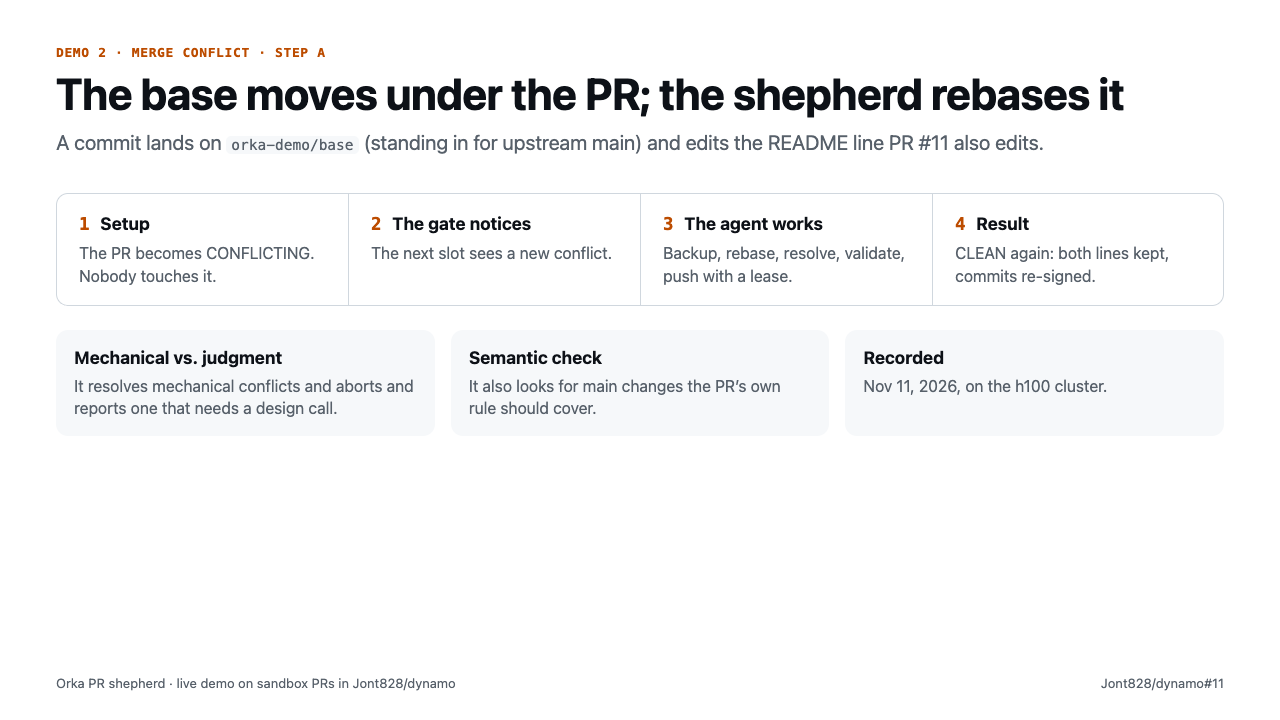 DEMO 2 · MERGE CONFLICT · STEP A
The base moves under the PR; the shepherd rebases it
A commit lands on orka-demo/base (standing in for upstream main) and edits the README line PR #11 also edits.
1 Setup
The PR becomes CONFLICTING.
Nobody touches it.
2 The gate notices
The next slot sees a new conflict.
3 The agent works
Backup, rebase, resolve, validate,
push with a lease.
4 Result
CLEAN again: both lines kept,
commits re-signed.
Mechanical vs. judgment
It resolves mechanical conflicts and aborts and
reports one that needs a design call.
Semantic check
It also looks for main changes the PR’s own
rule should cover.
Recorded
Nov 11, 2026, on the h100 cluster.
Orka PR shepherd · live demo on sandbox PRs in Jont828/dynamo
Jont828/dynamo#11